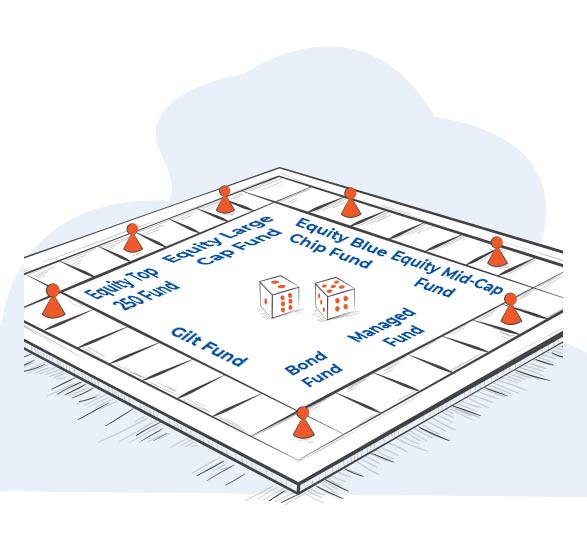 Equity Large
Cap Fund
Equity Blue
Chip Fund
Equity Mid-Cap
Fund
Equity Top
250 Fund
Gilt Fund
Bond
Fund
Managed
Fund